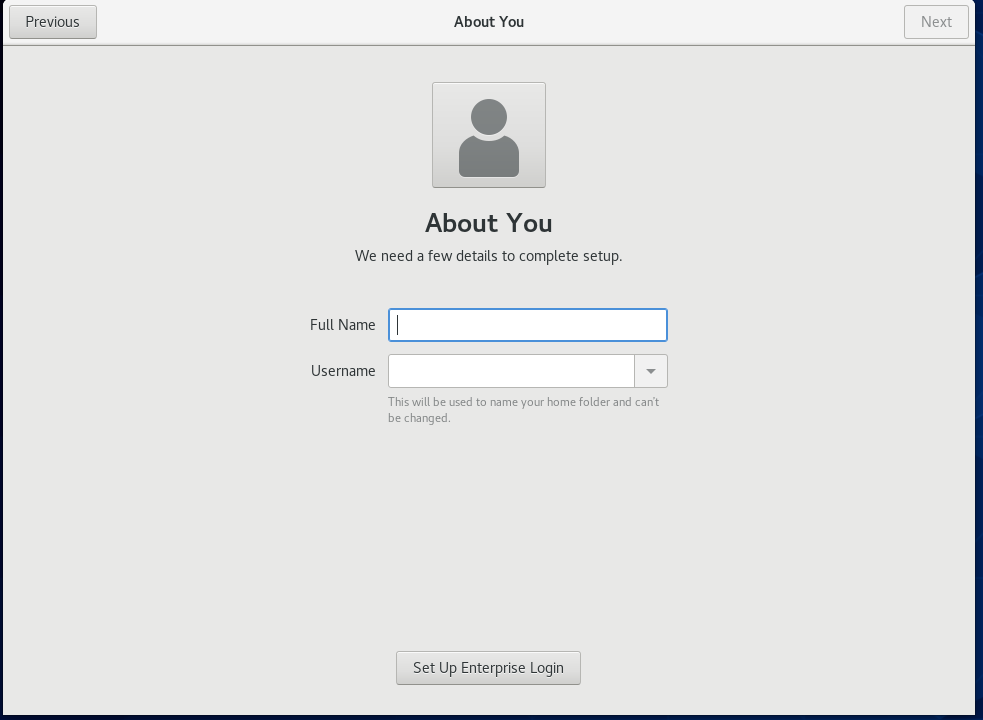 Previous
About You
Next
About You
We need a few details to complete setup.
Full Name
Username
This will be used to name your home folder and can't
be changed.
Set Up Enterprise Login